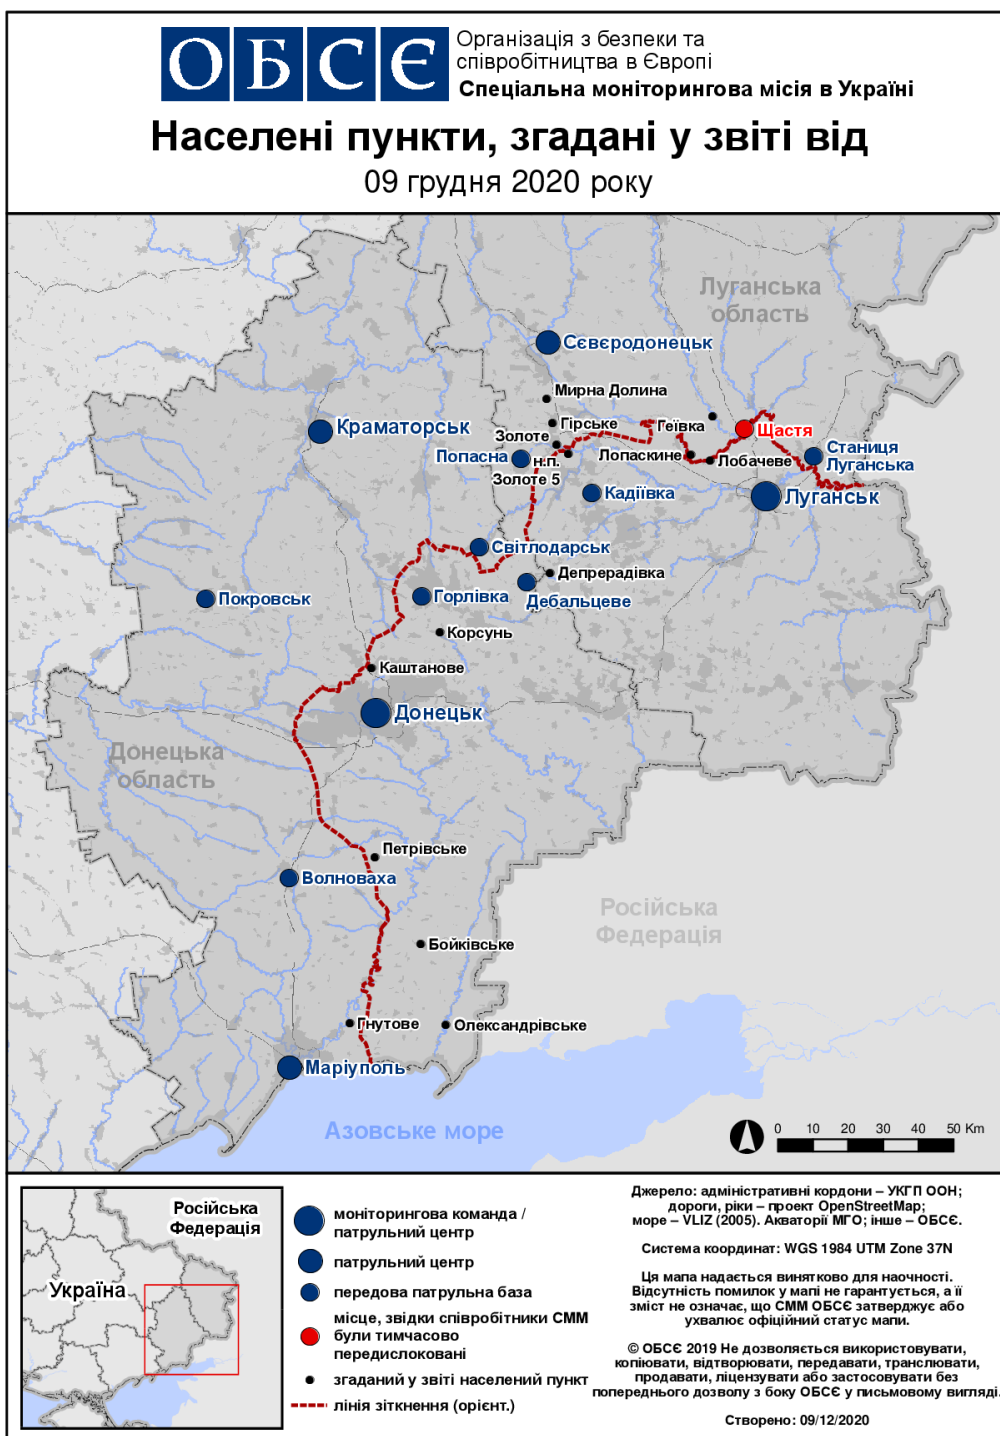 ОБСЄ
Організація з безпеки та
співробітництва в Європі
Спеціальна моніторингова місія в Україні
Населені пункти, згадані у звіті від
09 грудня 2020 року
Луганська
область
Сєвєродонецьк
Мирна Долина
Краматорськ
Гірське
Геївка
Щастя
Золоте
Попасна
н.п.
Золоте 5
Лопаскине
Лобачеве
Станиця
Луганська
Кадіївка
Луганськ
Світлодарськ
Депрерадівка
Покровськ
Горлівка
Дебальцеве
Корсунь
Каштанове
Донецьк
Донецька
область
Петрівське
Волноваха
Російська
Федерація
Бойківське
Гнутове
Олександрівське
Маріуполь
Азовське море
0 10 20 30 40 50 Km
Російська
Федерація
Україна
моніторингова команда /
патрульний центр
патрульний центр
передова патрульна база
місце, звідки співробітники СММ
були тимчасово
передислоковані
згаданий у звіті населений пункт
лінія зіткнення (орієнт.)
Джерело: адміністративні кордони – УКГП ООН;
дороги, ріки – проект OpenStreetMap;
море – VLIZ (2005). Акваторії МГО; інше – ОБСЄ.
Система координат: WGS 1984 UTM Zone 37N
Ця мапа надається винятково для наочності.
Відсутність помилок у мапі не гарантується, а її
зміст не означає, що СММ ОБСЄ затверджує або
ухвалює офіційний статус мапи.
© ОБСЄ 2019 Не дозволяється використовувати,
копіювати, відтворювати, передавати, транслювати,
продавати, ліцензувати або застосовувати без
попереднього дозволу з боку ОБСЄ у письмовому вигляді.
Створено: 09/12/2020